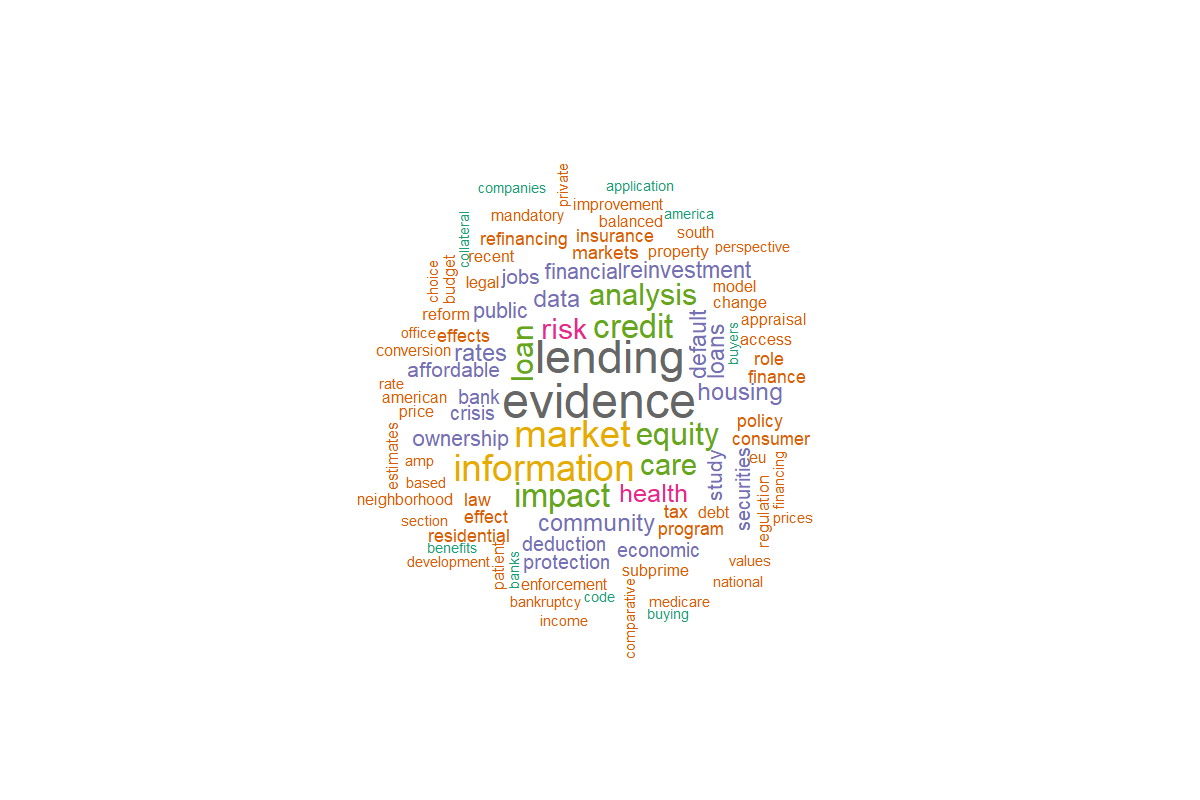 private
companies
application
improvement
mandatory
balanced
america
collateral
south
refinancing
insurance
perspective
recent
markets
property
choice
budget
legal
jobs
financial
reinvestment
model
data
analysis
change
reform
public
default
appraisal
office
effects
loan
risk
credit
loans
buyers
access
conversion
rates
lending
role
affordable
finance
rate
american
bank
evidence
housing
price
crisis
policy
estimates
ownership
market
equity
consumer
amp
information
care
study
securities
eu
financing
based
neighborhood
law
impact
health
regulation
section
effect
community
tax
debt
prices
residential
program
benefits
deduction
economic
development
patient
banks
protection
subprime
values
enforcement
national
bankruptcy
code
comparative
medicare
income
buying